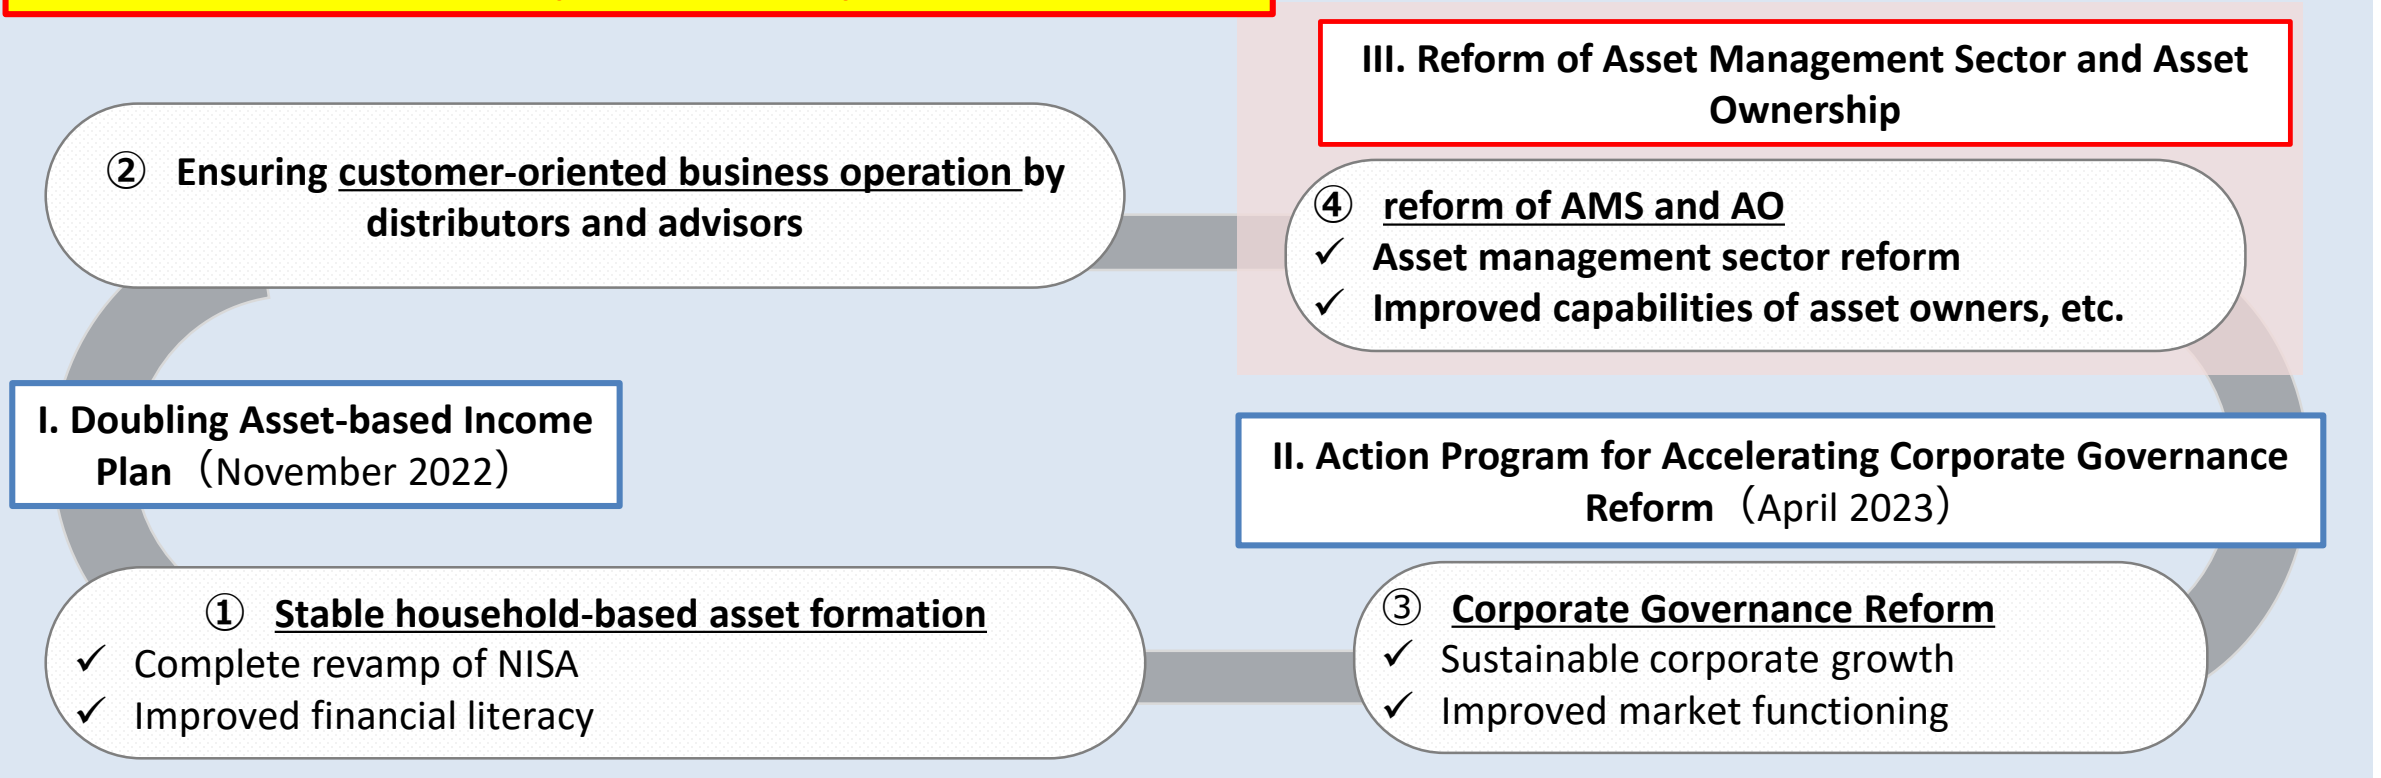 III. Reform of Asset Management Sector and Asset
Ownership
② Ensuring customer-oriented business operation by
distributors and advisors
④ reform of AMS and AO
✓ Asset management sector reform
✓ Improved capabilities of asset owners, etc.
I. Doubling Asset-based Income
Plan（November 2022）
II. Action Program for Accelerating Corporate Governance
Reform（April 2023）
① Stable household-based asset formation
✓ Complete revamp of NISA
✓ Improved financial literacy
③ Corporate Governance Reform
✓ Sustainable corporate growth
✓ Improved market functioning